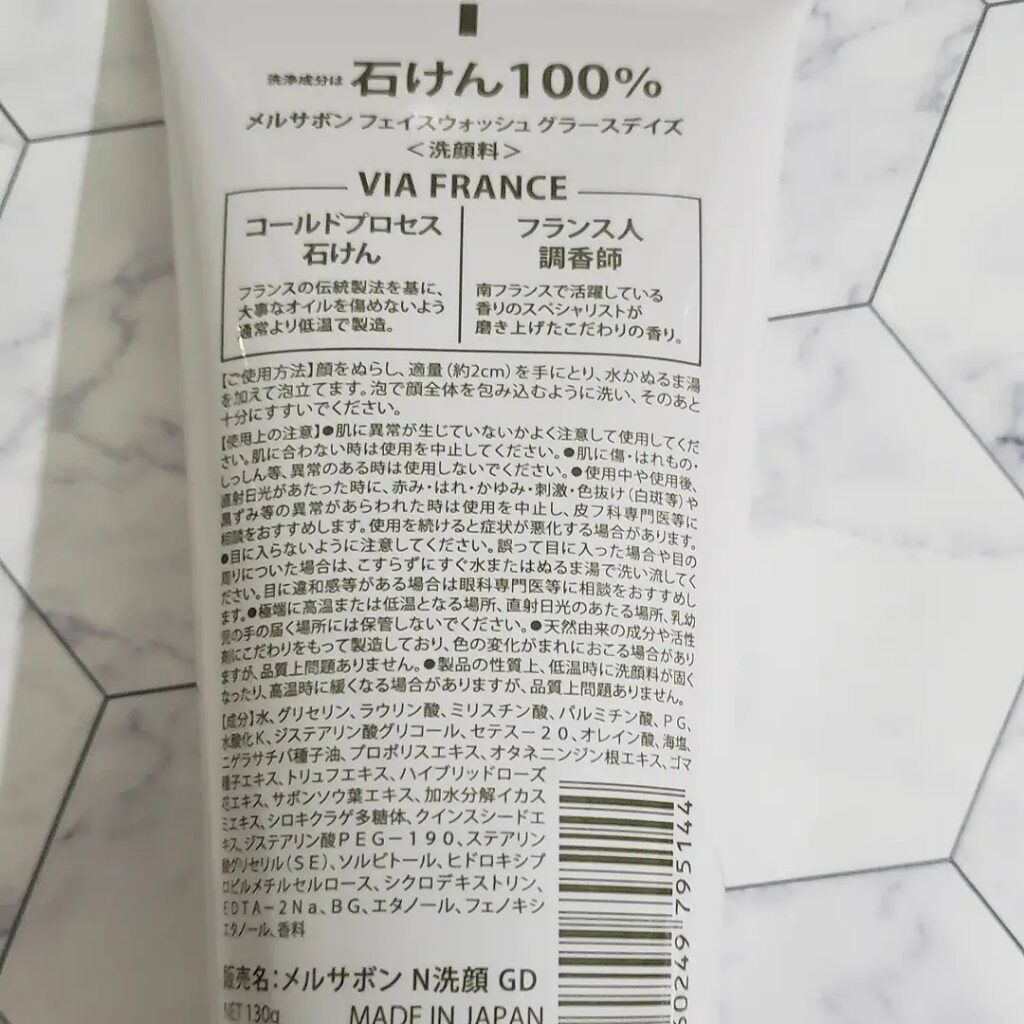 洗浄成分は 石けん100%
メルサボン フェイスウォッシュ グラースデイズ
＜洗顔料＞
VIA FRANCE
コールドプロセス
石けん
フランスの伝統製法を基に、
大事なオイルを傷めないよう
通常より低温で製造。
フランス人
調香師
南フランスで活躍している
香りのスペシャリストが
磨き上げたこだわりの香り。
【ご使用方法】顔をぬらし、適量(約2cm)を手にとり、水かぬるま湯
を加えて泡立てます。泡で顔全体を包み込むように洗い、そのあと
十分にすすいでください。
【使用上の注意】●肌に異常が生じていないかよく注意して使用してくだ
さい。肌に合わない時は使用を中止してください。●肌に傷・はれもの・
しっしん等、異常のある時は使用しないでください。●使用中や使用後、
直射日光があたった時に、赤み・はれ・かゆみ・刺激・色抜け(白斑等)や
黒ずみ等の異常があらわれた時は使用を中止し、皮フ科専門医等に
相談をおすすめします。使用を続けると症状が悪化する場合があります。
●目に入らないように注意してください。誤って目に入った場合や目の
周りについた場合は、こすらずにすぐ水またはぬるま湯で洗い流してく
ださい。目に違和感等がある場合は眼科専門医等に相談をおすすめし
ます。●極端に高温または低温となる場所、直射日光のあたる場所、乳幼
児の手の届く場所には保管しないでください。●天然由来の成分や活性
剤にこだわりをもって製造しており、色の変化がまれにおこる場合があり
ますが、品質上問題ありません。●製品の性質上、低温時に洗顔料が固く
なったり、高温時に緩くなる場合がありますが、品質上問題ありません。
【成分】水、グリセリン、ラウリン酸、ミリスチン酸、パルミチン酸、PG、
水酸化K、ジステアリン酸グリコール、セテス－20、オレイン酸、海塩、
ニゲラサチバ種子油、プロポリスエキス、オタネニンジン根エキス、ゴマ
種子エキス、トリュフエキス、ハイブリッドローズ
花エキス、サボンソウ葉エキス、加水分解イカス
ミエキス、シロキクラゲ多糖体、クインスシードエ
キス、ジステアリン酸PEG－190、ステアリン
酸グリセリル(SE)、ソルビトール、ヒドロキシプ
ロピルメチルセルロース、シクロデキストリン、
EDTA－2Na、BG、エタノール、フェノキシ
エタノール、香料
販売名：メルサボン N洗顔 GD
NET 130g
MADE IN JAPAN
60249 795144